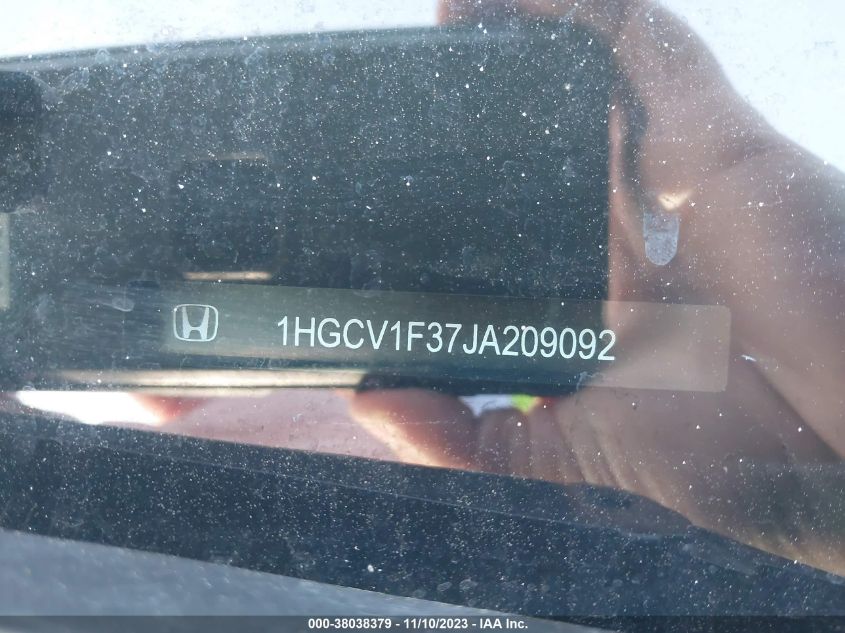 1HGCV1F37JA209092
000-38038379 - 11/10/2023 - IAA Inc.